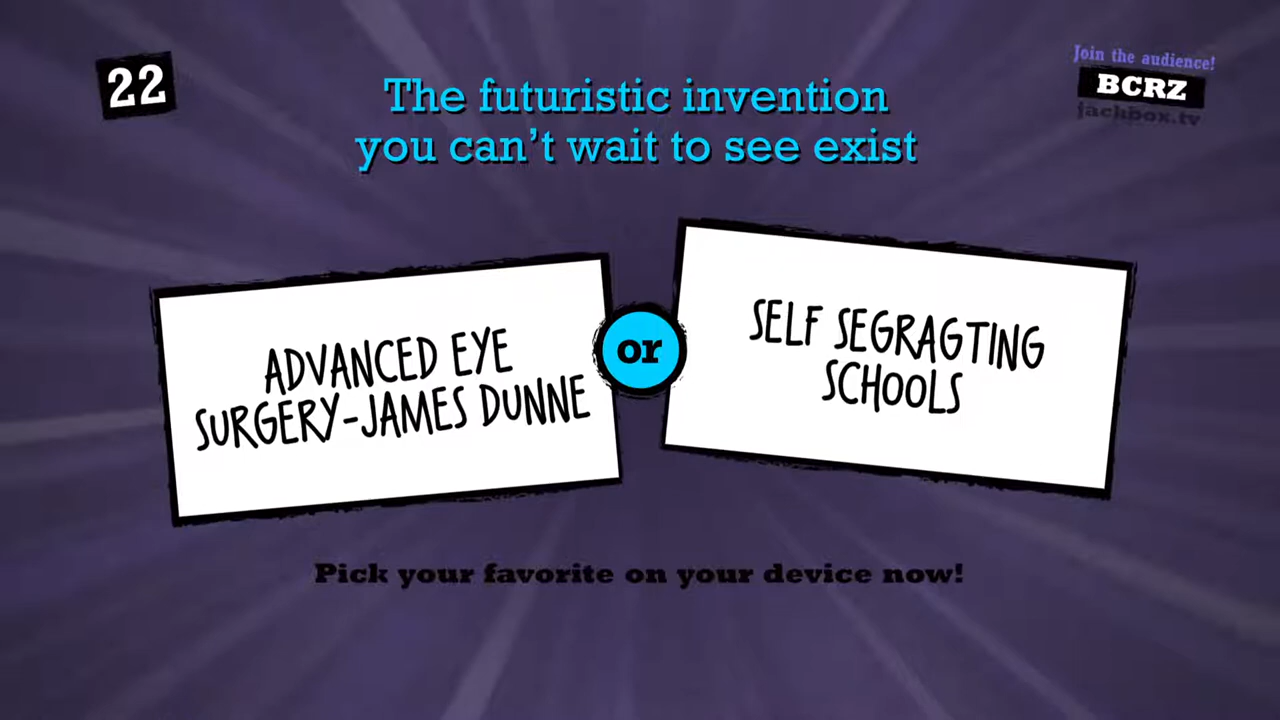 22
Join the audience!
BCRZ
jackbox.tv
The futuristic invention
you can't wait to see exist
ADVANCED EYE
SURGERY-JAMES DUNNE
or
SELF SEGRAGTING
SCHOOLS
Pick your favorite on your device now!